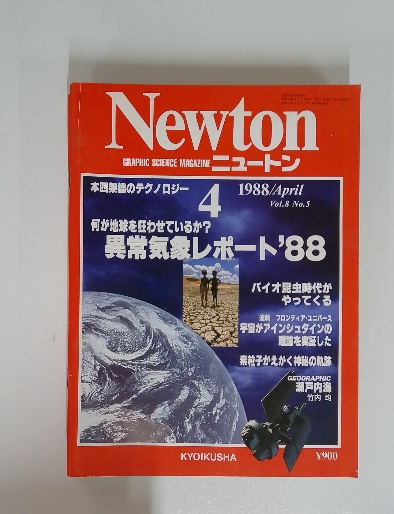 Newton
GRAPHIC SCIENCE MAGAZINE ニュートン
本四架橋のテクノロジー
4
1988/April
Vol.8 No.5
何が地球を狂わせているか?
異常気象レポート'88
バイオ昆虫時代が
やってくる
連載 フロンティア・ユニバース
宇宙がアインシュタインの
理論を実証した
素粒子がえがく神秘の軌跡
GEOGRAPHIC
瀬戸内海
竹内 均
KYOIKUSHA
¥900